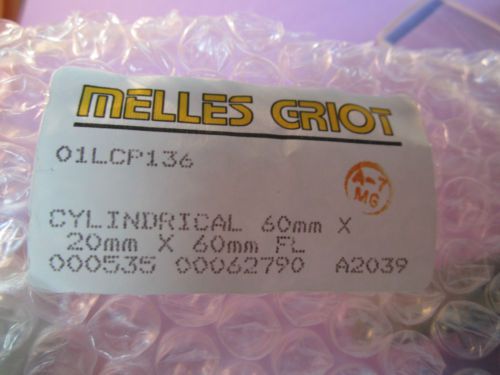 MELLES GRIOT
01LCP136
A-7
MG
CYLINDRICAL 60mm X
20mm X 60mm FL
000535 00062790 A2039